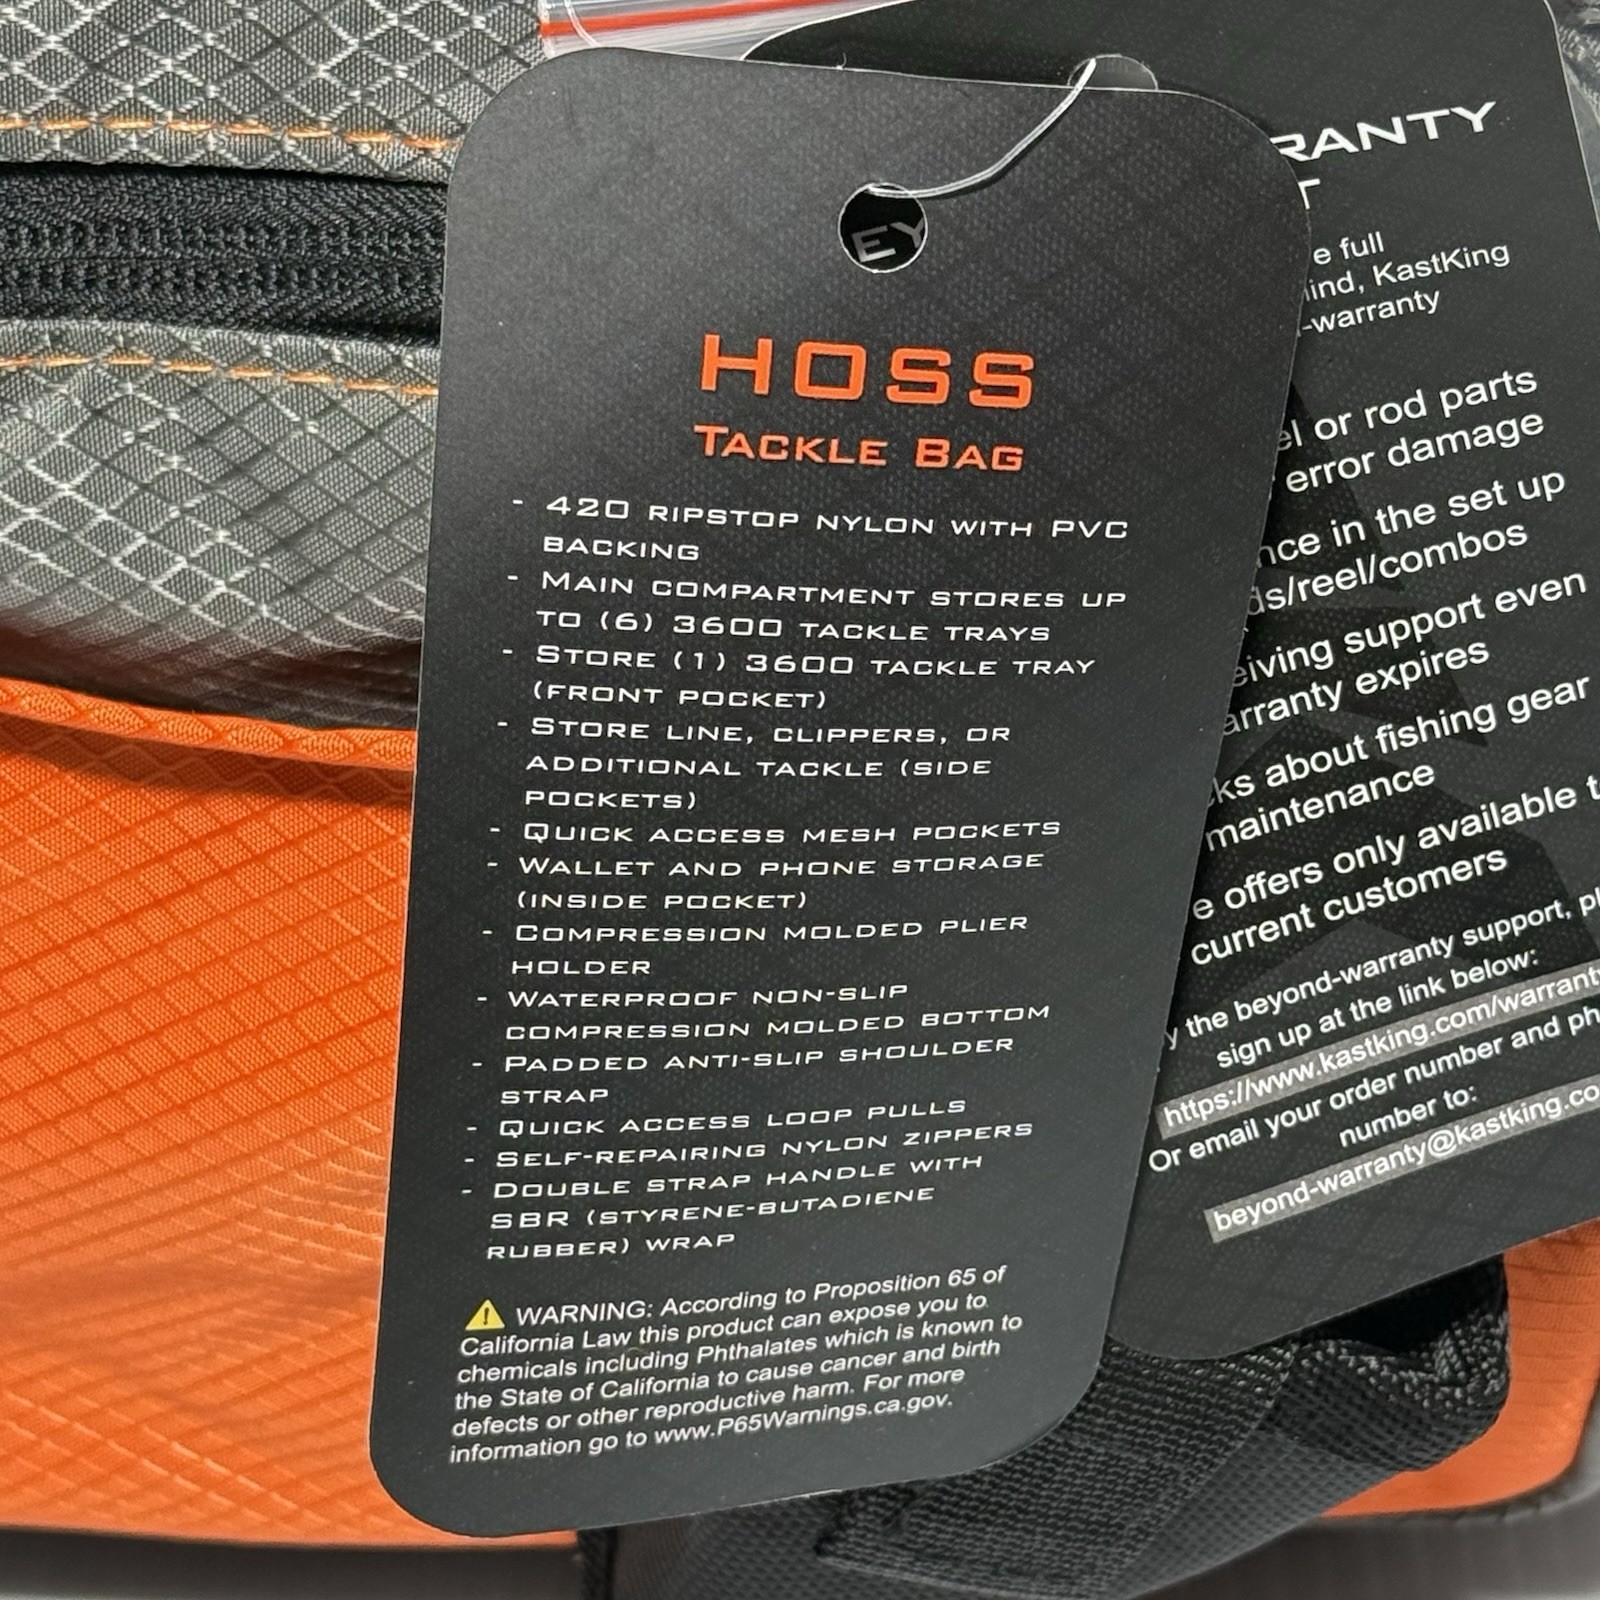 HOSS
TACKLE BAG
- 420 RIPSTOP NYLON WITH PVC
BACKING
- MAIN COMPARTMENT STORES UP
TO (6) 3600 TACKLE TRAYS
- STORE (1) 3600 TACKLE TRAY
(FRONT POCKET)
- STORE LINE, CLIPPERS, OR
ADDITIONAL TACKLE (SIDE
POCKETS)
- QUICK ACCESS MESH POCKETS
- WALLET AND PHONE STORAGE
(INSIDE POCKET)
- COMPRESSION MOLDED PLIER
HOLDER
- WATERPROOF NON-SLIP
COMPRESSION MOLDED BOTTOM
- PADDED ANTI-SLIP SHOULDER
STRAP
- QUICK ACCESS LOOP PULLS
- SELF-REPAIRING NYLON ZIPPERS
- DOUBLE STRAP HANDLE WITH
SBR (STYRENE-BUTADIENE
RUBBER) WRAP
WARNING: According to Proposition 65 of
California Law this product can expose you to
chemicals including Phthalates which is known to
the State of California to cause cancer and birth
defects or other reproductive harm. For more
information go to www.P65Warnings.ca.gov.
EY
RANTY
T
e full
ind, KastKing
-warranty
el or rod parts
error damage
nce in the set up
ds/reel/combos
eiving support even
arranty expires
ks about fishing gear
maintenance
e offers only available t
current customers
y the beyond-warranty support, pl
sign up at the link below:
https://www.kastking.com/warranty
Or email your order number and ph
number to:
beyond-warranty@kastking.co